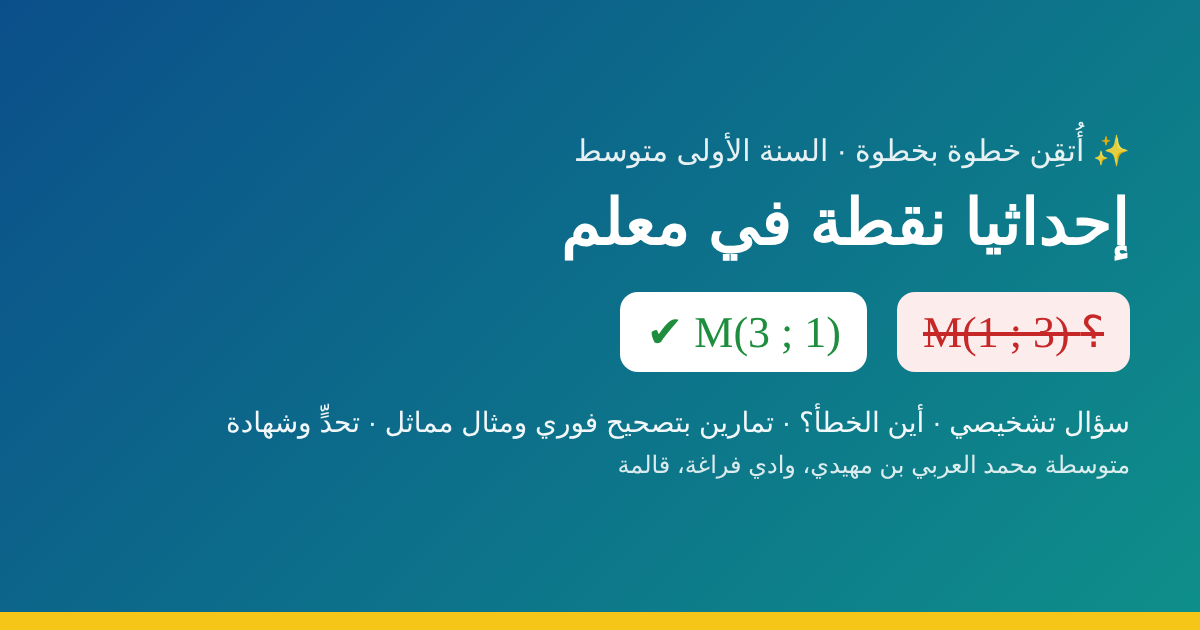 ✨ أُتقِن خطوة بخطوة · السنة الأولى متوسط
إحداثيا نقطة في معلم
M(1 ; 3) ؟
✔ M(3 ; 1)
سؤال تشخيصي · أين الخطأ؟ · تمارين بتصحيح فوري ومثال مماثل · تحدٍّ وشهادة
متوسطة محمد العربي بن مهيدي، وادي فراغة، قالمة